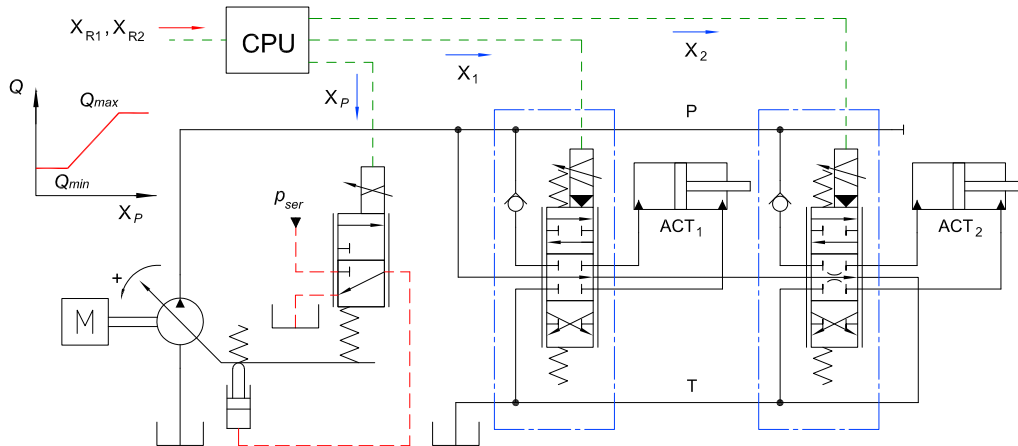 X_R1, X_R2
CPU
X_1
X_2
X_P
Q
Q_max
Q_min
X_P
P
p_ser
ACT_1
ACT_2
+
M
T